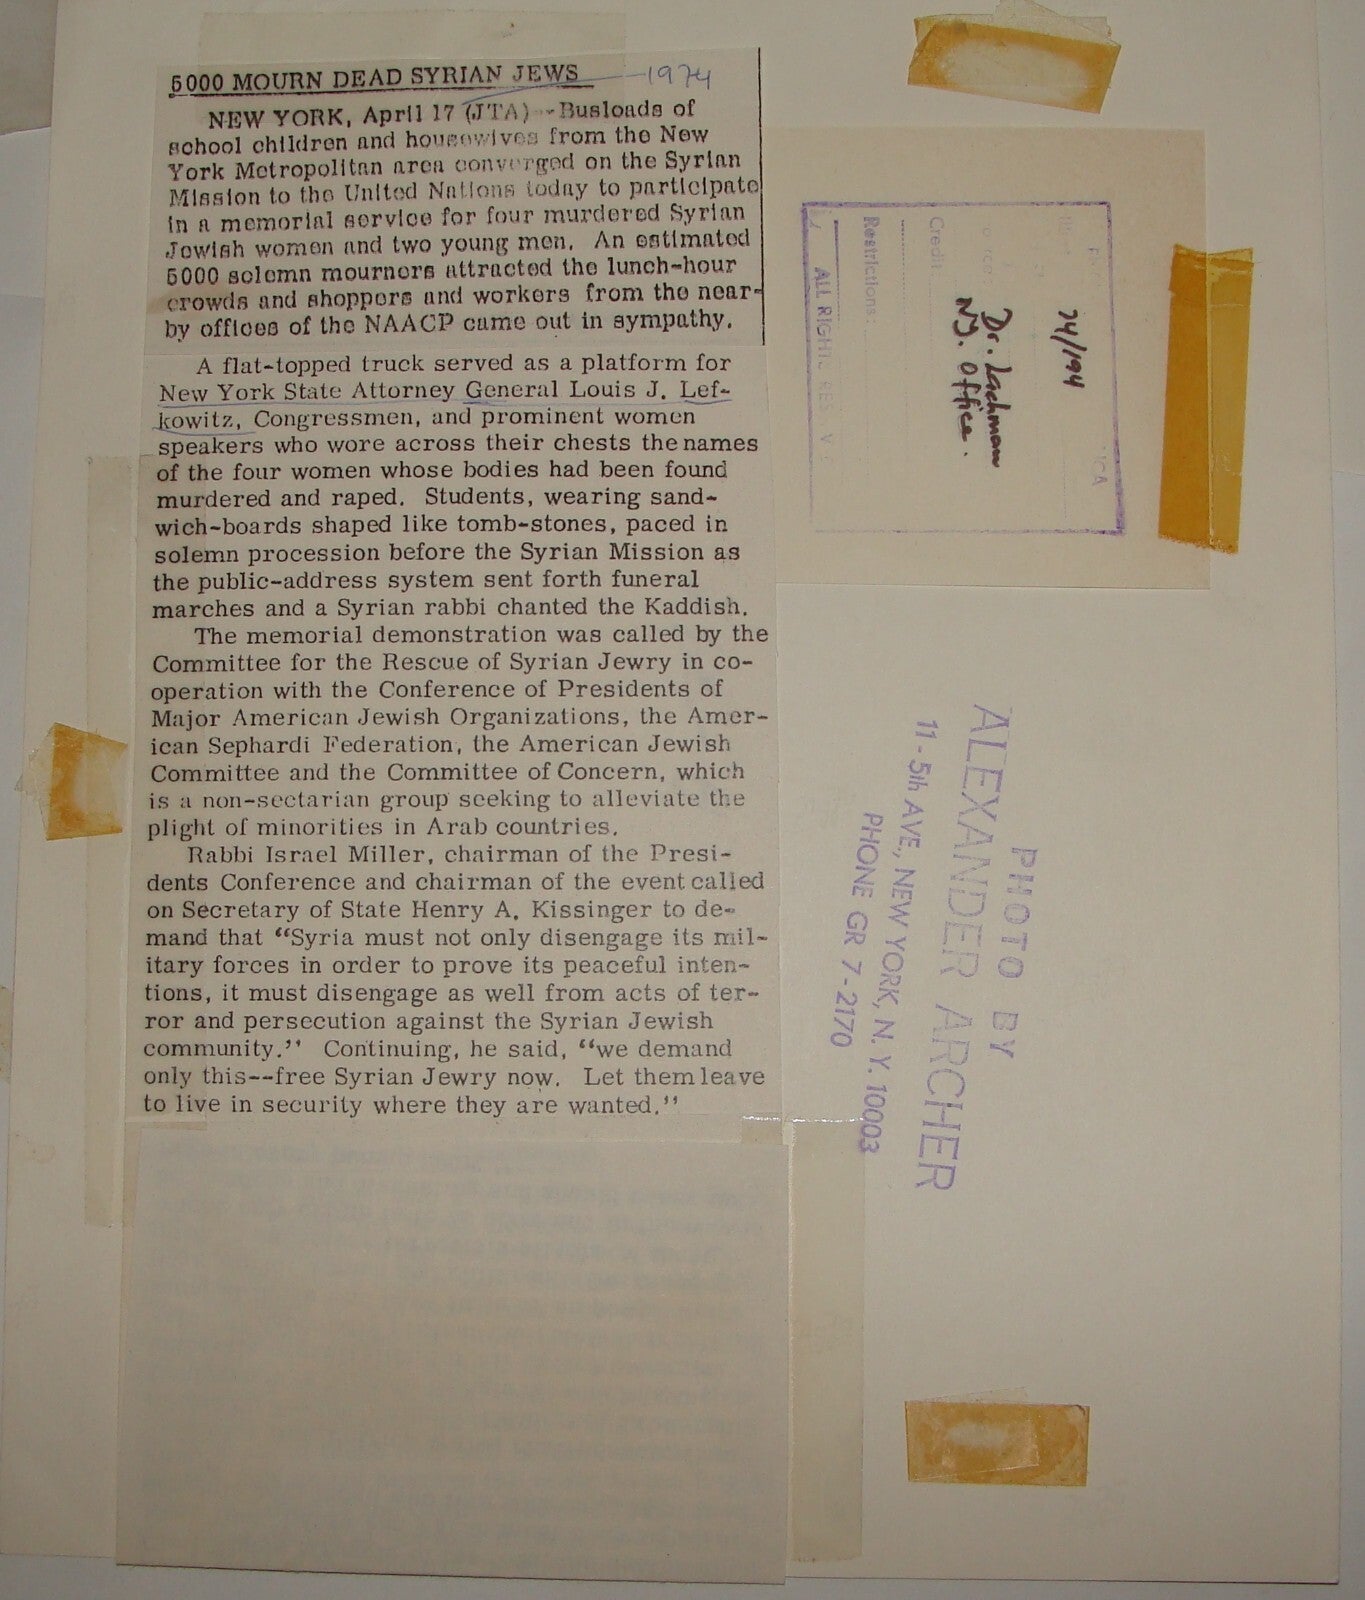 5000 MOURN DEAD SYRIAN JEWS
1974
NEW YORK, April 17 (JTA)--Busloads of
school children and housewives from the New
York Metropolitan area converged on the Syrian
Mission to the United Nations today to participate
in a memorial service for four murdered Syrian
Jewish women and two young men. An estimated
5000 solemn mourners attracted the lunch-hour
crowds and shoppers and workers from the near-
by offices of the NAACP came out in sympathy.
A flat-topped truck served as a platform for
New York State Attorney General Louis J. Lef-
kowitz, Congressmen, and prominent women
speakers who wore across their chests the names
of the four women whose bodies had been found
murdered and raped. Students, wearing sand-
wich-boards shaped like tomb-stones, paced in
solemn procession before the Syrian Mission as
the public-address system sent forth funeral
marches and a Syrian rabbi chanted the Kaddish.
The memorial demonstration was called by the
Committee for the Rescue of Syrian Jewry in co-
operation with the Conference of Presidents of
Major American Jewish Organizations, the Amer-
ican Sephardi Federation, the American Jewish
Committee and the Committee of Concern, which
is a non-sectarian group seeking to alleviate the
plight of minorities in Arab countries.
Rabbi Israel Miller, chairman of the Presi-
dents Conference and chairman of the event called
on Secretary of State Henry A. Kissinger to de-
mand that “Syria must not only disengage its mil-
itary forces in order to prove its peaceful inten-
tions, it must disengage as well from acts of ter-
ror and persecution against the Syrian Jewish
community.” Continuing, he said, “we demand
only this--free Syrian Jewry now. Let them leave
to live in security where they are wanted.”
74/194
Dr. Lachman
NY. Office.
Credit
Restrictions:
ALL RIGH
PHOTO BY
ALEXANDER ARCHER
11 - 5th AVE., NEW YORK, N. Y. 10003
PHONE GR 7-2170